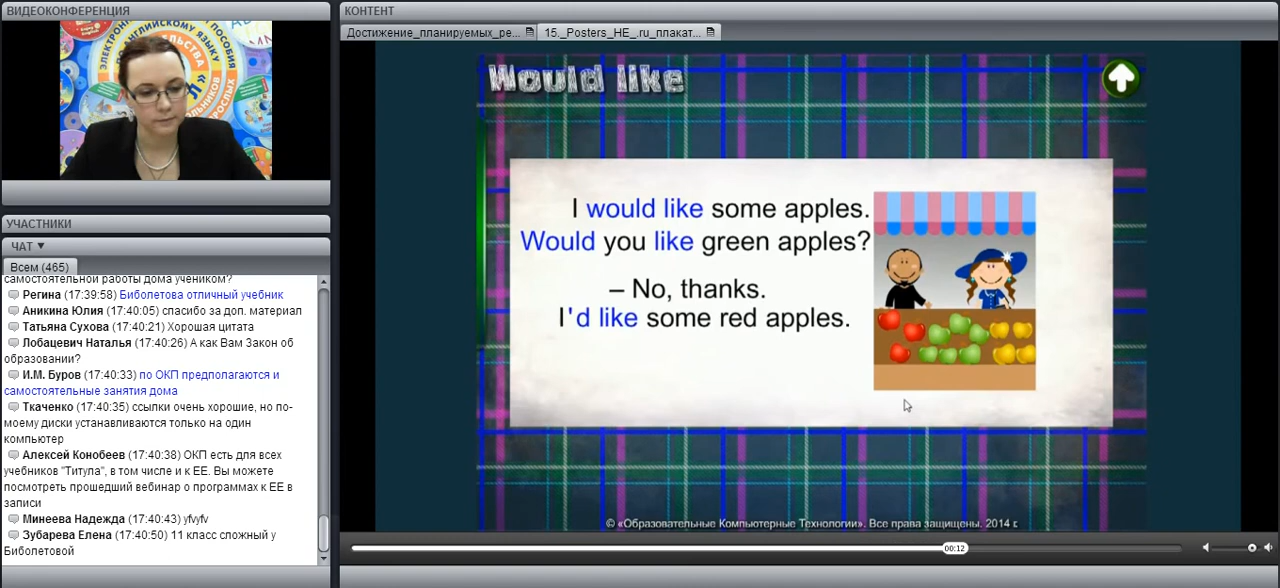 ВИДЕОКОНФЕРЕНЦИЯ
ЭЛЕКТРОН
АНГЛИЙСКОМУ ЯЗЫКУ
ПОСОБИЯ
УЧАСТНИКИ
ЧАТ ▼
Всем (465)
самостоятельной работы дома учеником?
Регина (17:39:58) Биболетова отличный учебник
Аникина Юлия (17:40:05) спасибо за доп. материал
Татьяна Сухова (17:40:21) Хорошая цитата
Лобацевич Наталья (17:40:26) А как Вам Закон об
образовании?
И.М. Буров (17:40:33) по ОКП предполагаются и
самостоятельные занятия дома
Ткаченко (17:40:35) ссылки очень хорошие, но по-
моему диски устанавливаются только на один
компьютер
Алексей Конобеев (17:40:38) ОКП есть для всех
учебников "Титула", в том числе и к ЕЕ. Вы можете
посмотреть прошедший вебинар о программах к ЕЕ в
записи
Минеева Надежда (17:40:43) yfvyfv
Зубарева Елена (17:40:50) 11 класс сложный у
Биболетовой
КОНТЕНТ
Достижение_планируемых_ре...
15._Posters_HE_.ru_плакат...
Would like
I would like some apples.
Would you like green apples?
– No, thanks.
I'd like some red apples.
© «Образовательные Компьютерные Технологии». Все права защищены. 2014 г.
00:12